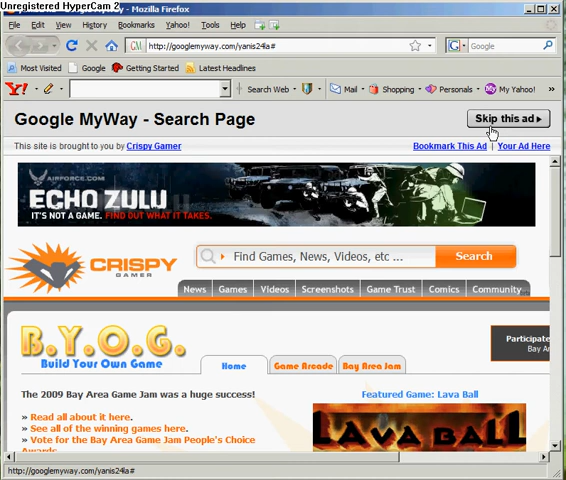 Unregistered HyperCam 2
- Mozilla Firefox
File Edit View History Bookmarks Yahoo! Tools Help
GM http://googlemyway.com/yanis24la#
G Google
Most Visited Google Getting Started Latest Headlines
Y! Search Web Mail Shopping Personals My Yahoo! »
Google MyWay - Search Page
Skip this ad
This site is brought to you by Crispy Gamer
Bookmark This Ad | Your Ad Here
AIRFORCE.COM
ECHO ZULU
IT'S NOT A GAME. FIND OUT WHAT IT TAKES.
CRISPY
GAMER
Find Games, News, Videos, etc ...
Search
News Games Videos Screenshots Game Trust Comics Community
B.Y.O.G.
Build Your Own Game
Home Game Arcade Bay Area Jam
Participate
Bay Ar
The 2009 Bay Area Game Jam was a huge success!
» Read all about it here.
» See all of the winning games here.
» Vote for the Bay Area Game Jam People's Choice
Awards
Featured Game: Lava Ball
LAVA BALL
http://googlemyway.com/yanis24la#